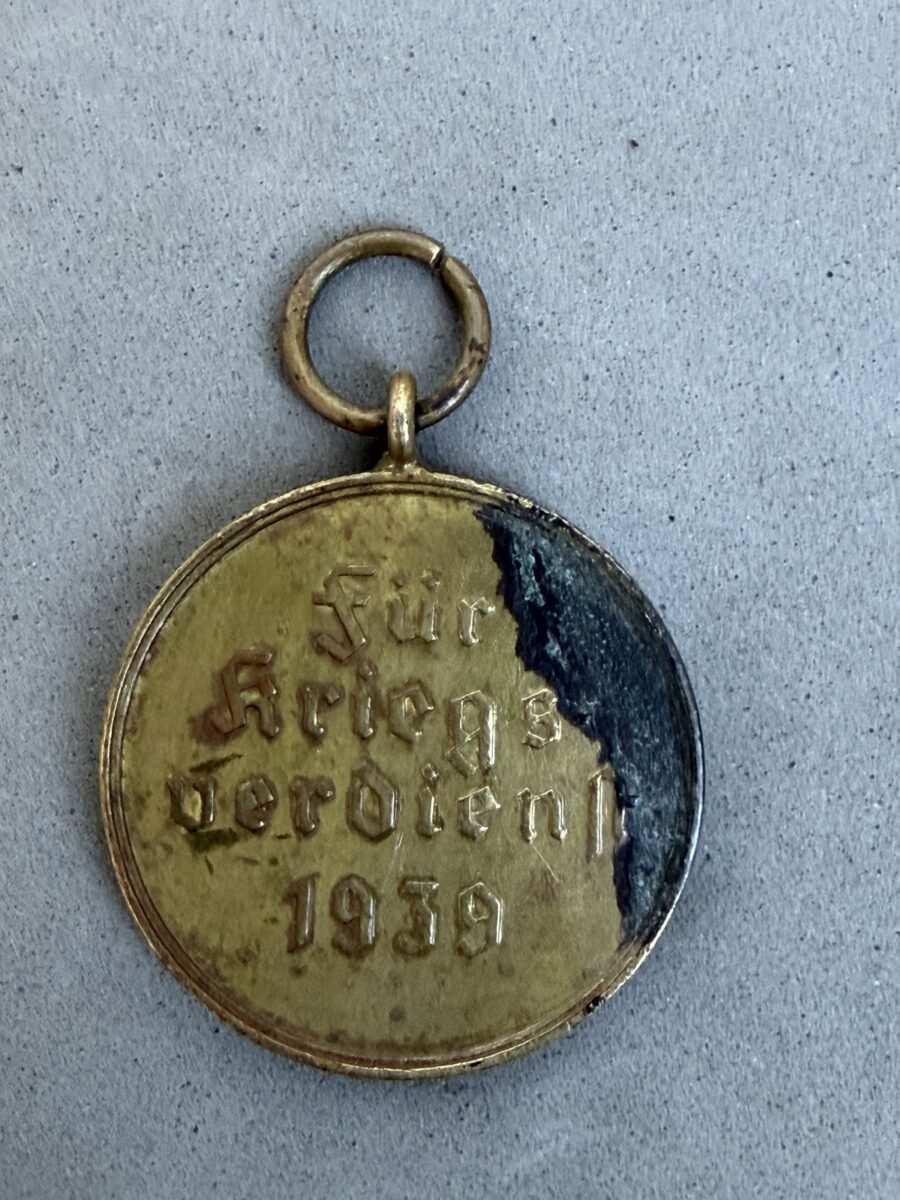 Für
Kriegs
verdienst
1939